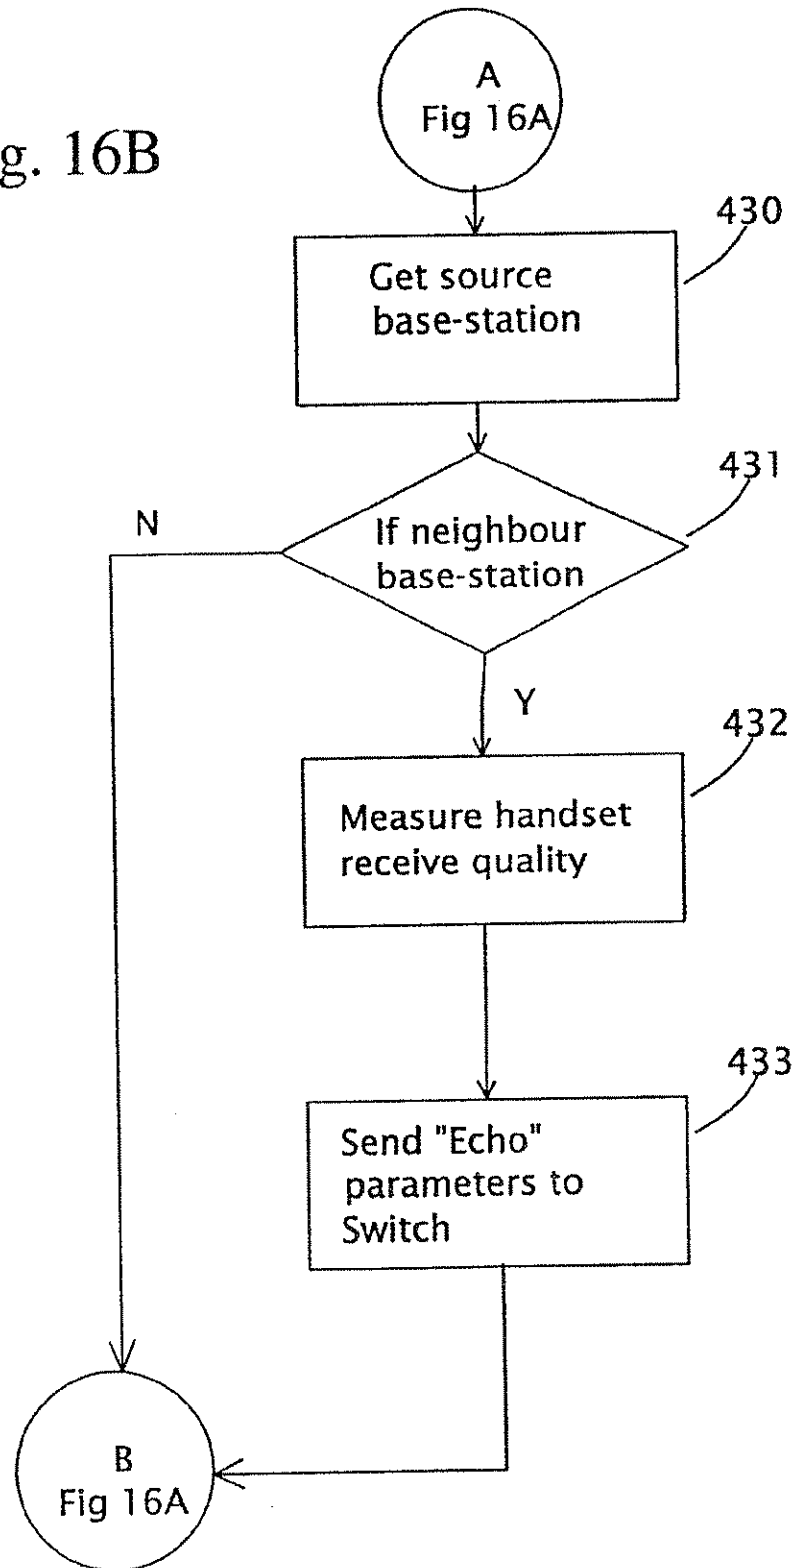 A
Fig 16A
g. 16B
430
Get source
base-station
431
N
If neighbour
base-station
Y
432
Measure handset
receive quality
433
Send "Echo"
parameters to
Switch
B
Fig 16A